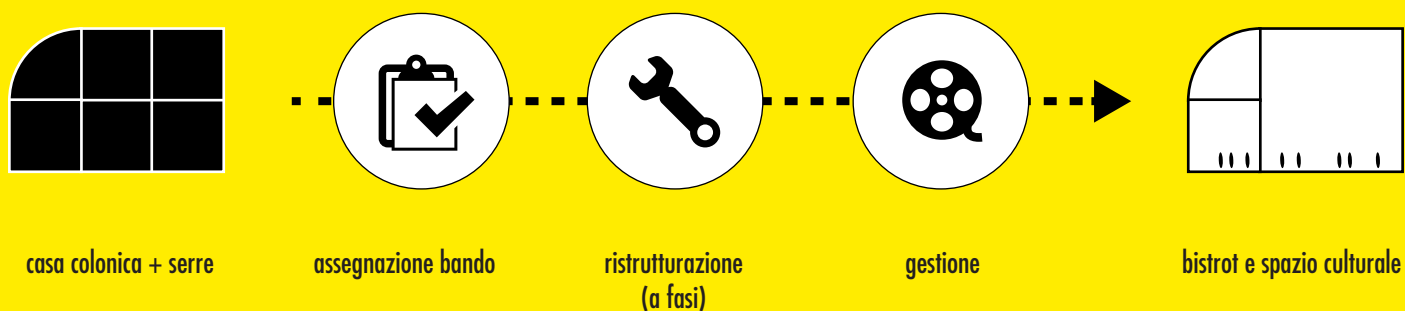 casa colonica + serre
assegnazione bando
ristrutturazione
(a fasi)
gestione
bistrot e spazio culturale